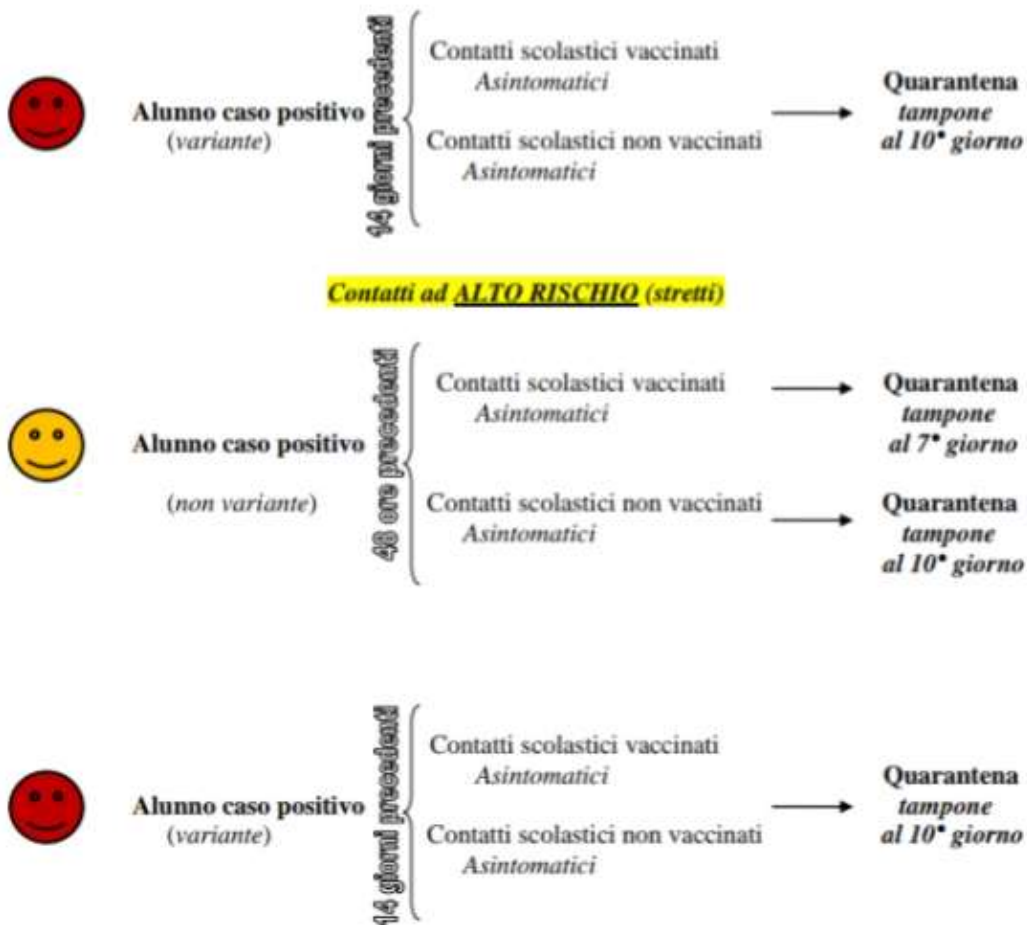 Alunno caso positivo
(variante)
14 giorni precedenti
Contatti scolastici vaccinati
Asintomatici
Contatti scolastici non vaccinati
Asintomatici
Quarantena
tampone
al 10° giorno
Contatti ad ALTO RISCHIO (stretti)
Alunno caso positivo
(non variante)
48 ore precedenti
Contatti scolastici vaccinati
Asintomatici
Quarantena
tampone
al 7° giorno
Contatti scolastici non vaccinati
Asintomatici
Quarantena
tampone
al 10° giorno
Alunno caso positivo
(variante)
14 giorni precedenti
Contatti scolastici vaccinati
Asintomatici
Contatti scolastici non vaccinati
Asintomatici
Quarantena
tampone
al 10° giorno